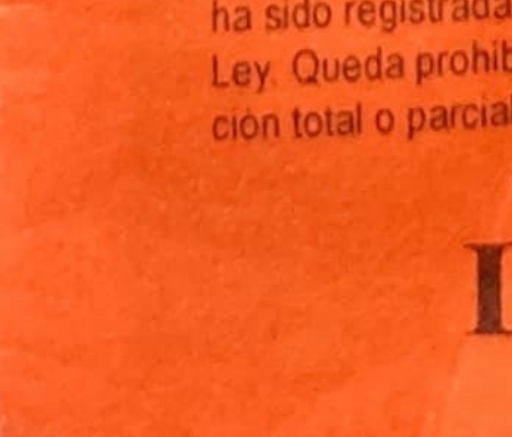 ha sido registrada
Ley. Queda prohib
ción total o parcial